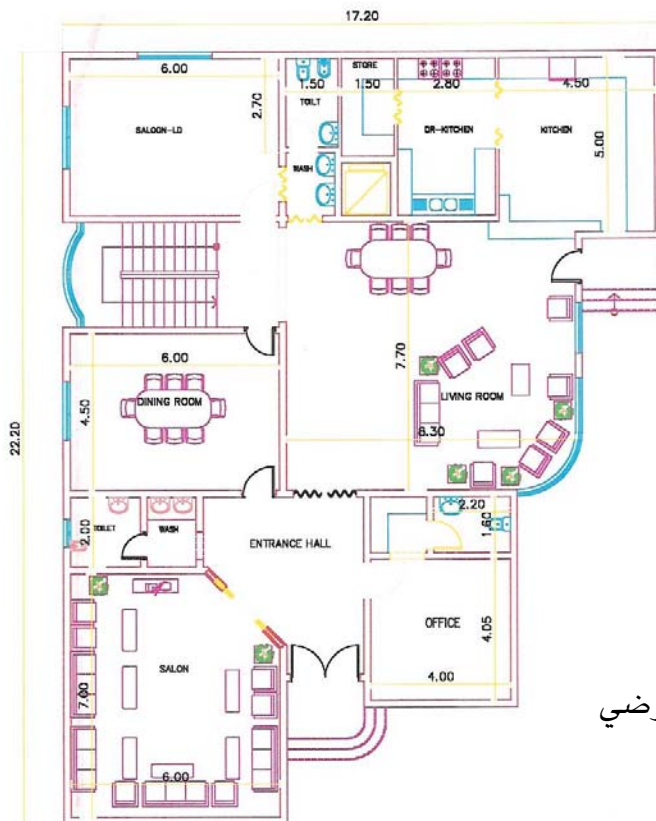 17.20
6.00
STORE
1.50
1.50
2.80
4.50
TOILT
2.70
SALOON-LD
DR-KITCHEN
KITCHEN
5.00
WASH
22.20
6.00
7.70
4.50
DINING ROOM
LIVING ROOM
8.30
2.00
TOILET
WASH
ENTRANCE HALL
2.20
1.60
OFFICE
4.05
SALON
4.00
7.00
6.00